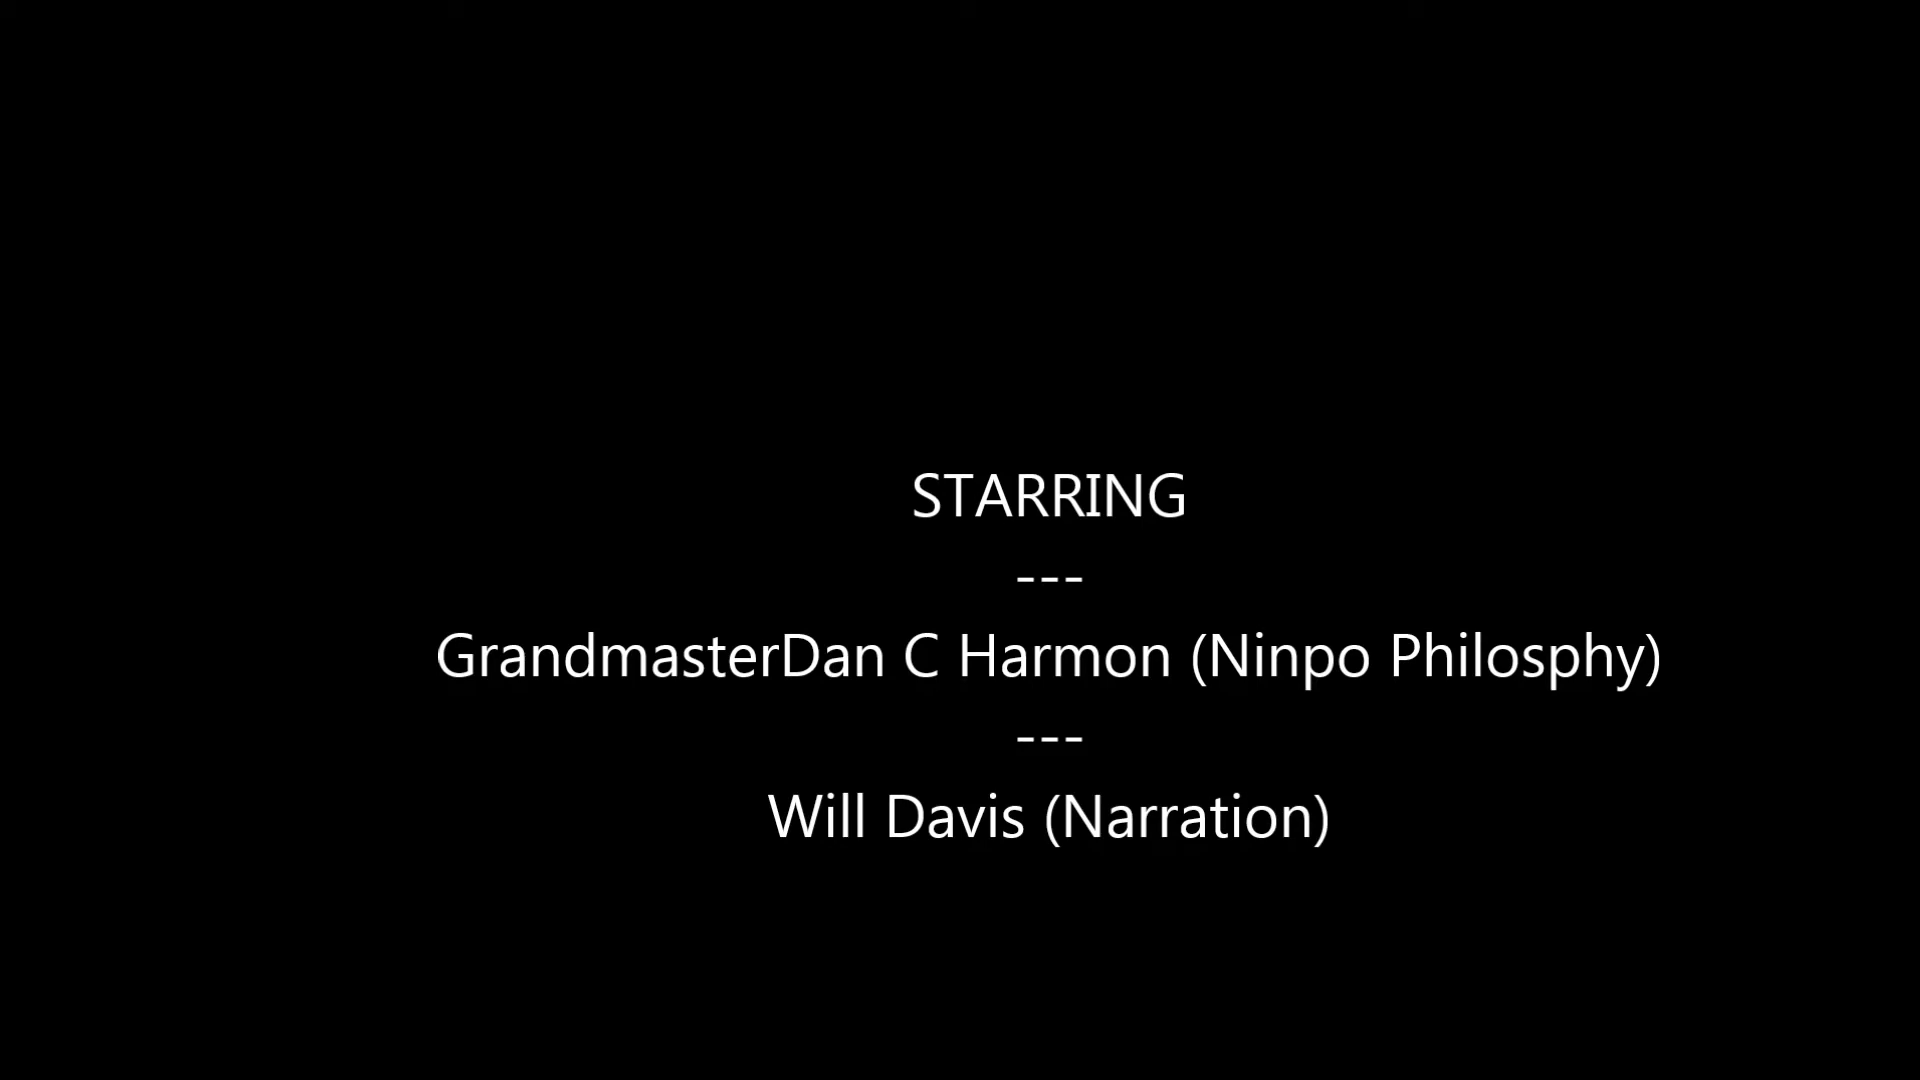 STARRING
---
GrandmasterDan C Harmon (Ninpo Philosphy)
---
Will Davis (Narration)